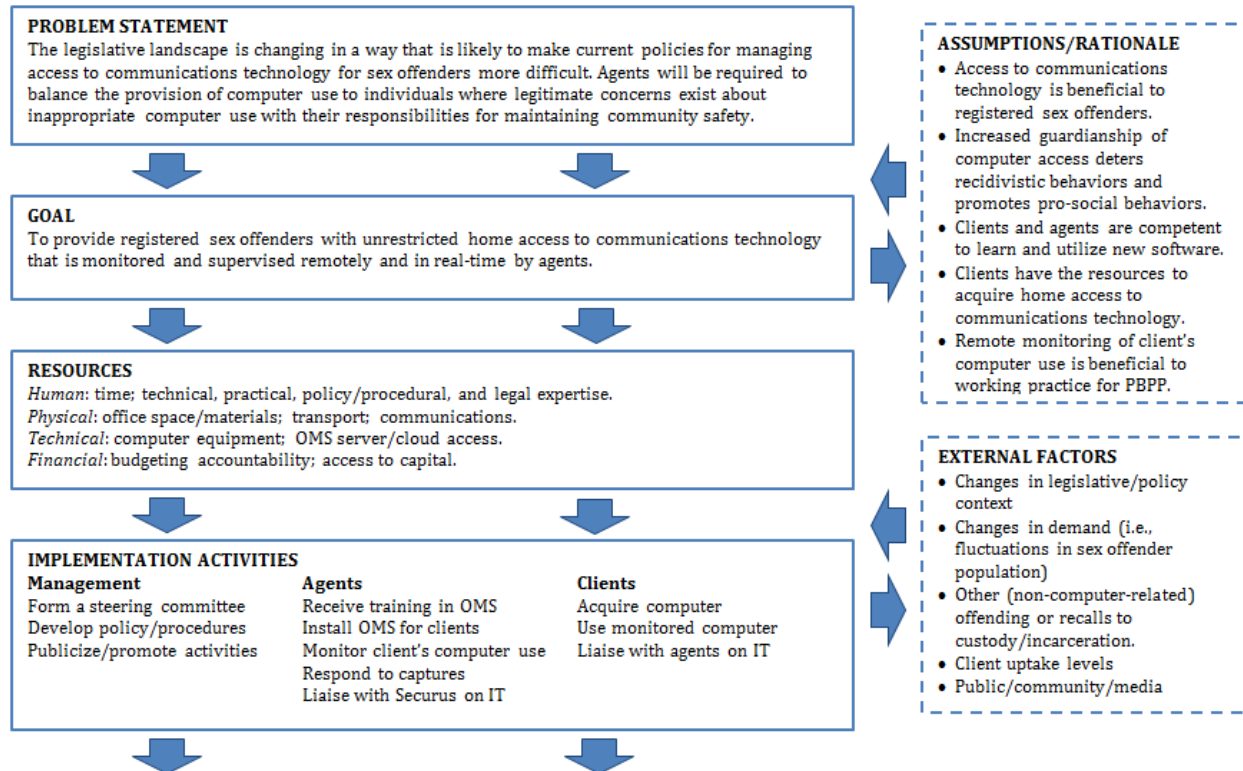 PROBLEM STATEMENT
The legislative landscape is changing in a way that is likely to make current policies for managing
access to communications technology for sex offenders more difficult. Agents will be required to
balance the provision of computer use to individuals where legitimate concerns exist about
inappropriate computer use with their responsibilities for maintaining community safety.
GOAL
To provide registered sex offenders with unrestricted home access to communications technology
that is monitored and supervised remotely and in real-time by agents.
RESOURCES
Human: time; technical, practical, policy/procedural, and legal expertise.
Physical: office space/materials; transport; communications.
Technical: computer equipment; OMS server/cloud access.
Financial: budgeting accountability; access to capital.
IMPLEMENTATION ACTIVITIES
Management
Form a steering committee
Develop policy/procedures
Publicize/promote activities
Agents
Receive training in OMS
Install OMS for clients
Monitor client's computer use
Respond to captures
Liaise with Securus on IT
Clients
Acquire computer
Use monitored computer
Liaise with agents on IT
ASSUMPTIONS/RATIONALE
• Access to communications
technology is beneficial to
registered sex offenders.
• Increased guardianship of
computer access deters
recidivistic behaviors and
promotes pro-social behaviors.
• Clients and agents are competent
to learn and utilize new software.
• Clients have the resources to
acquire home access to
communications technology.
• Remote monitoring of client's
computer use is beneficial to
working practice for PBPP.
EXTERNAL FACTORS
• Changes in legislative/policy
context
• Changes in demand (i.e.,
fluctuations in sex offender
population)
• Other (non-computer-related)
offending or recalls to
custody/incarceration.
• Client uptake levels
• Public/community/media